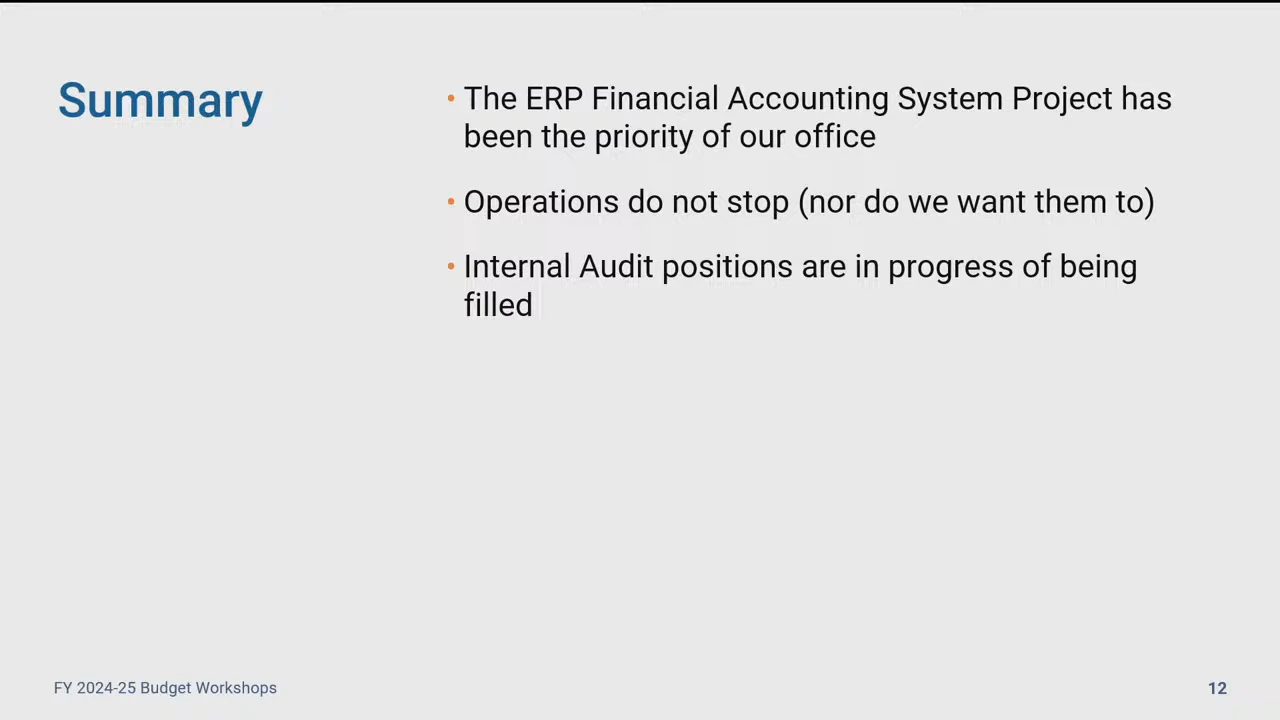 Summary
• The ERP Financial Accounting System Project has
been the priority of our office
• Operations do not stop (nor do we want them to)
• Internal Audit positions are in progress of being
filled
FY 2024-25 Budget Workshops
12